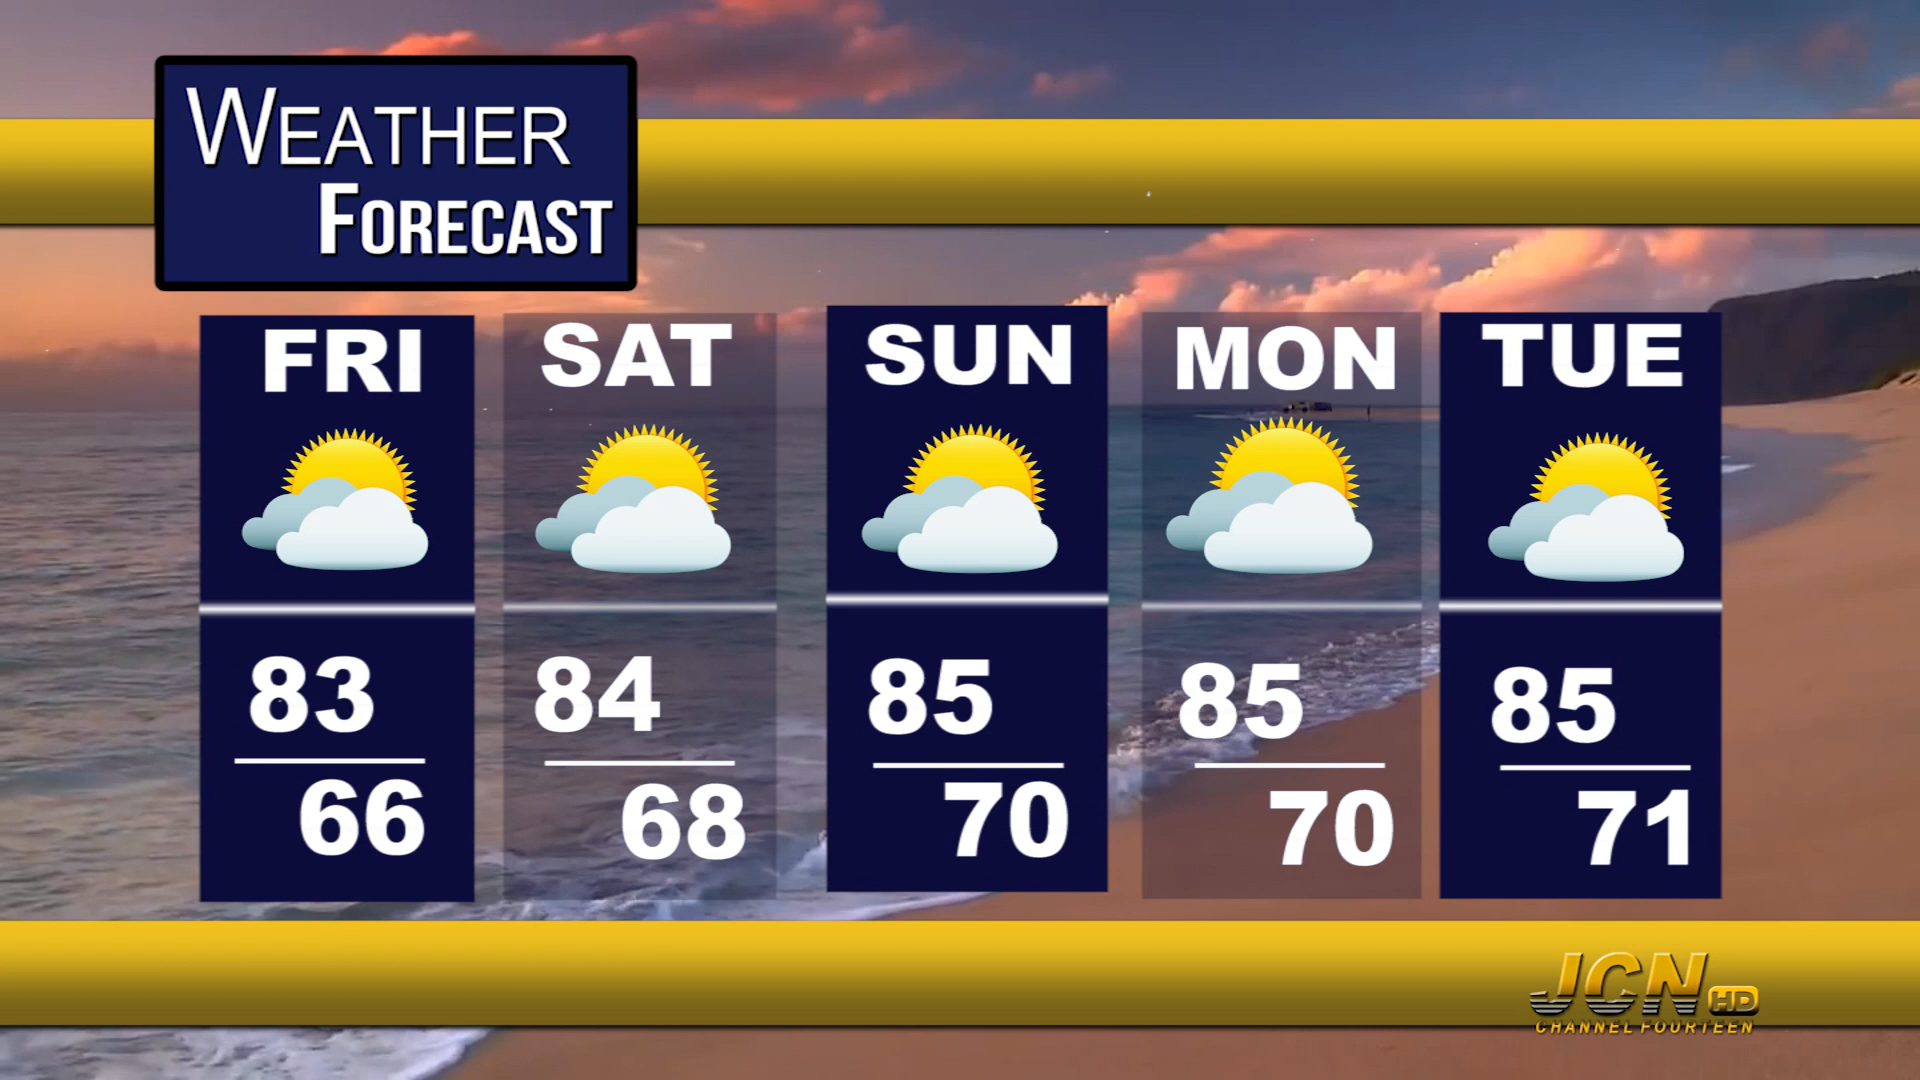 WEATHER
FORECAST
FRI
SAT
SUN
MON
TUE
83
66
84
68
85
70
85
70
85
71
JCN HD
CHANNEL FOURTEEN